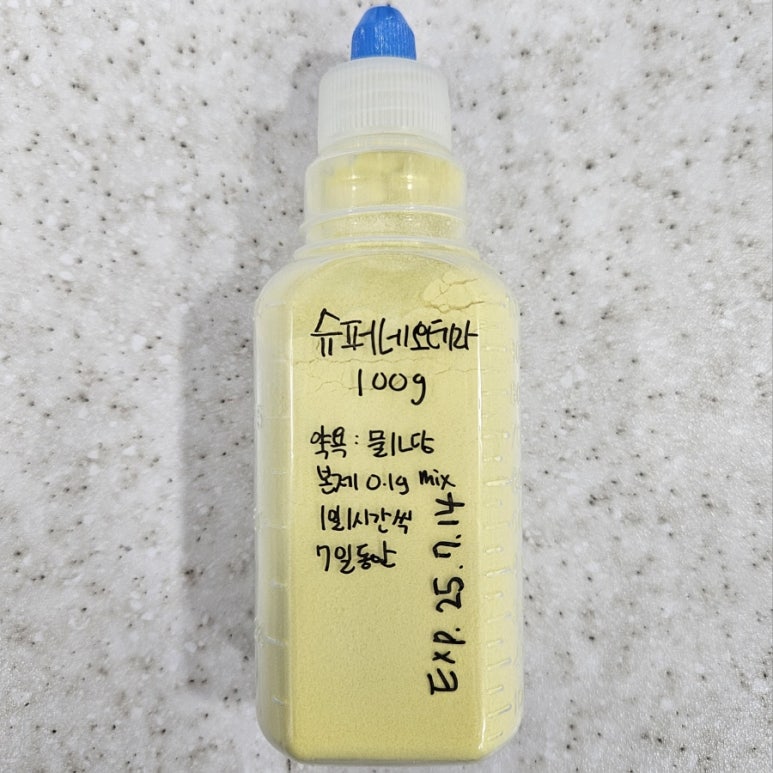 슈퍼네오테라
100g
약욕 : 물1L당
본제 0.1g mix
1일1시간씩
7일동안
Exp. 25.7.14